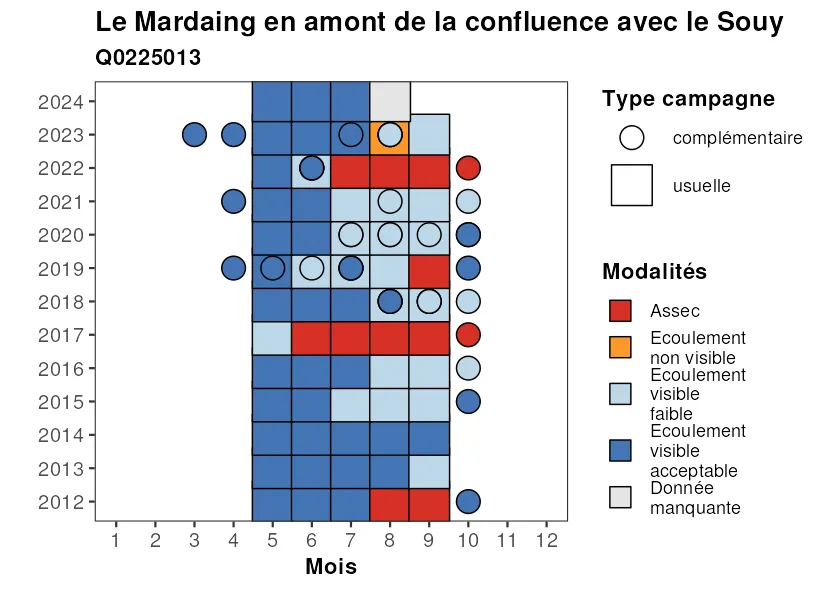 Le Mardaing en amont de la confluence avec le Souy
Q0225013
2024
2023
2022
2021
2020
2019
2018
2017
2016
2015
2014
2013
2012
1 2 3 4 5 6 7 8 9 10 11 12
Mois
Type campagne
complémentaire
usuelle
Modalités
Assec
Ecoulement
non visible
Ecoulement
visible
faible
Ecoulement
visible
acceptable
Donnée
manquante